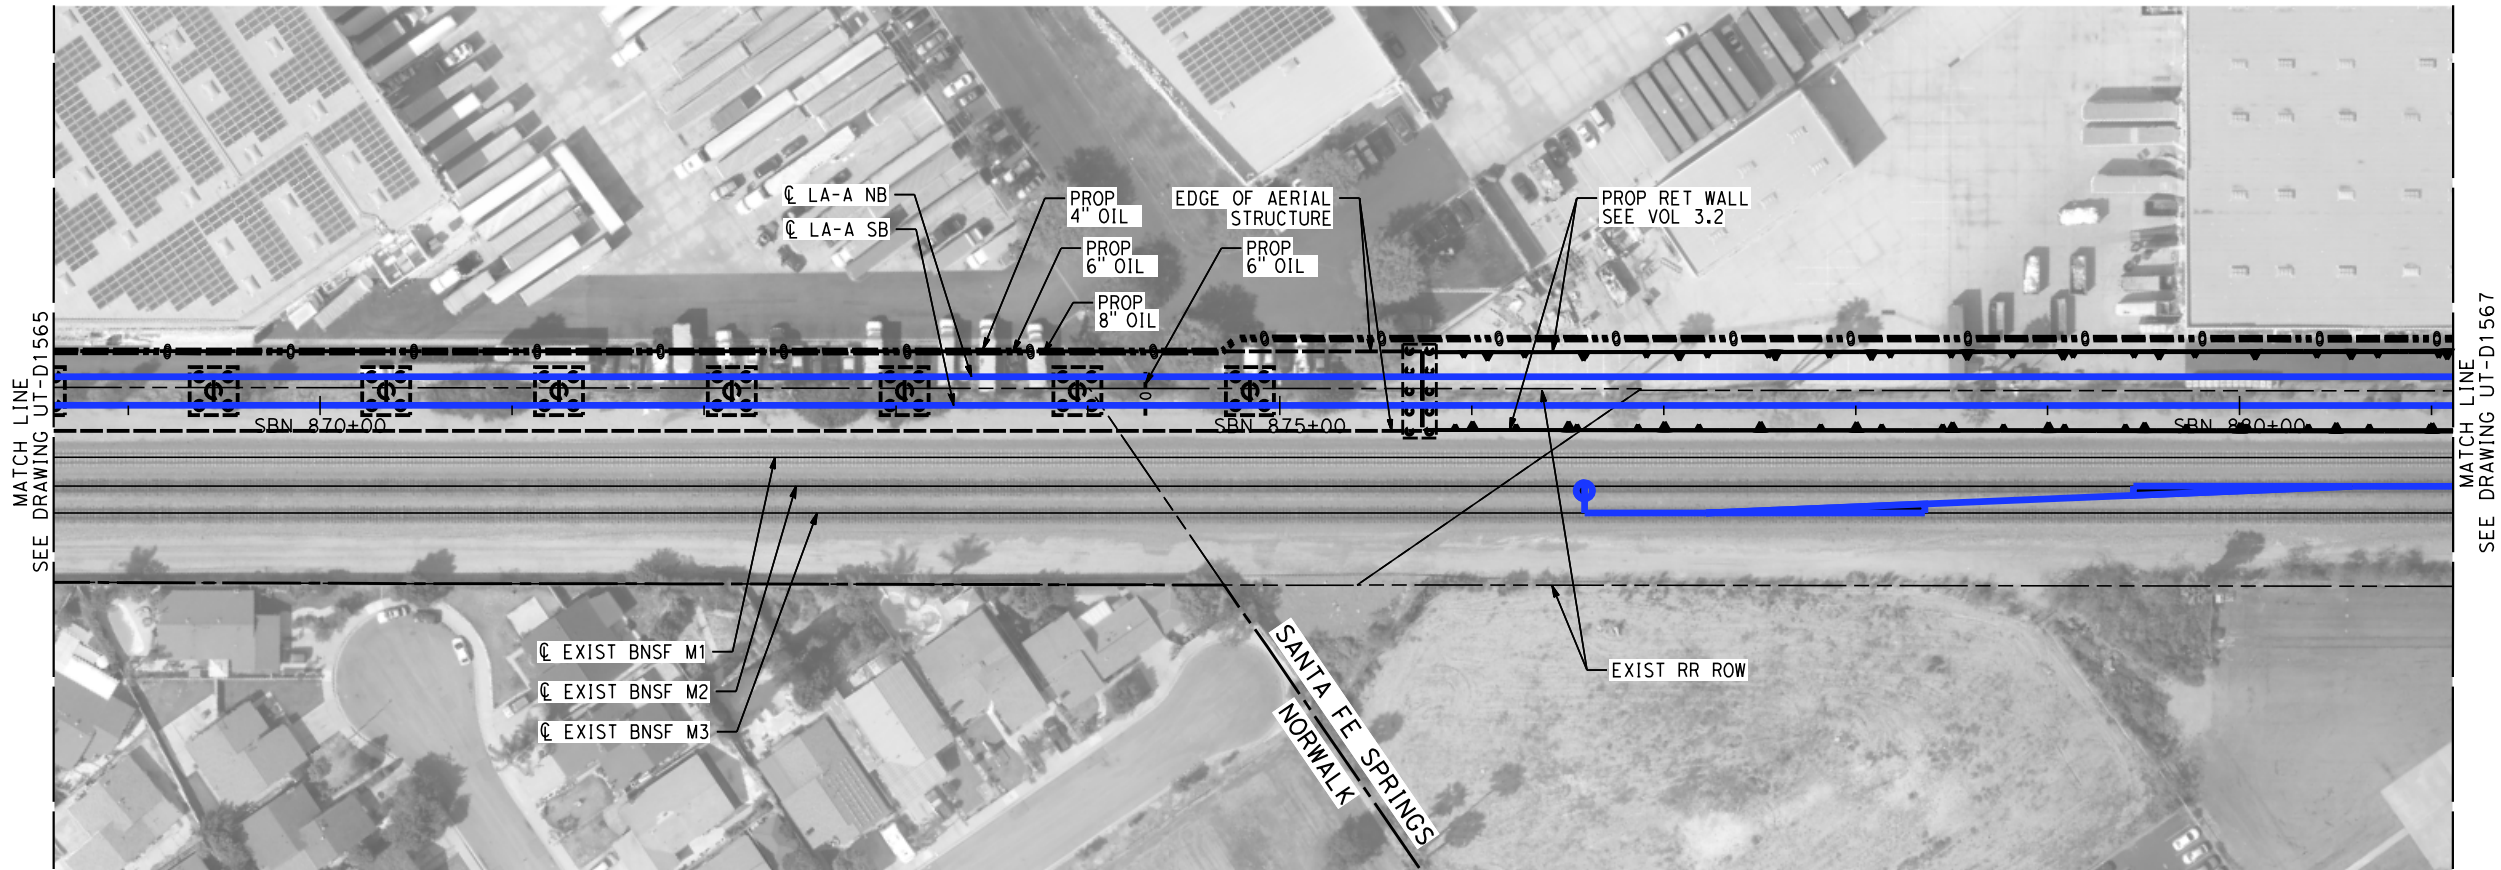 ℄ LA-A NB
℄ LA-A SB
PROP
4" OIL
PROP
6" OIL
PROP
8" OIL
EDGE OF AERIAL
STRUCTURE
PROP
6" OIL
PROP RET WALL
SEE VOL 3.2
MATCH LINE
SEE DRAWING UT-D1565
MATCH LINE
SEE DRAWING UT-D1567
SBN 870+00
SBN 875+00
SBN 880+00
℄ EXIST BNSF M1
℄ EXIST BNSF M2
℄ EXIST BNSF M3
EXIST RR ROW
SANTA FE SPRINGS
NORWALK